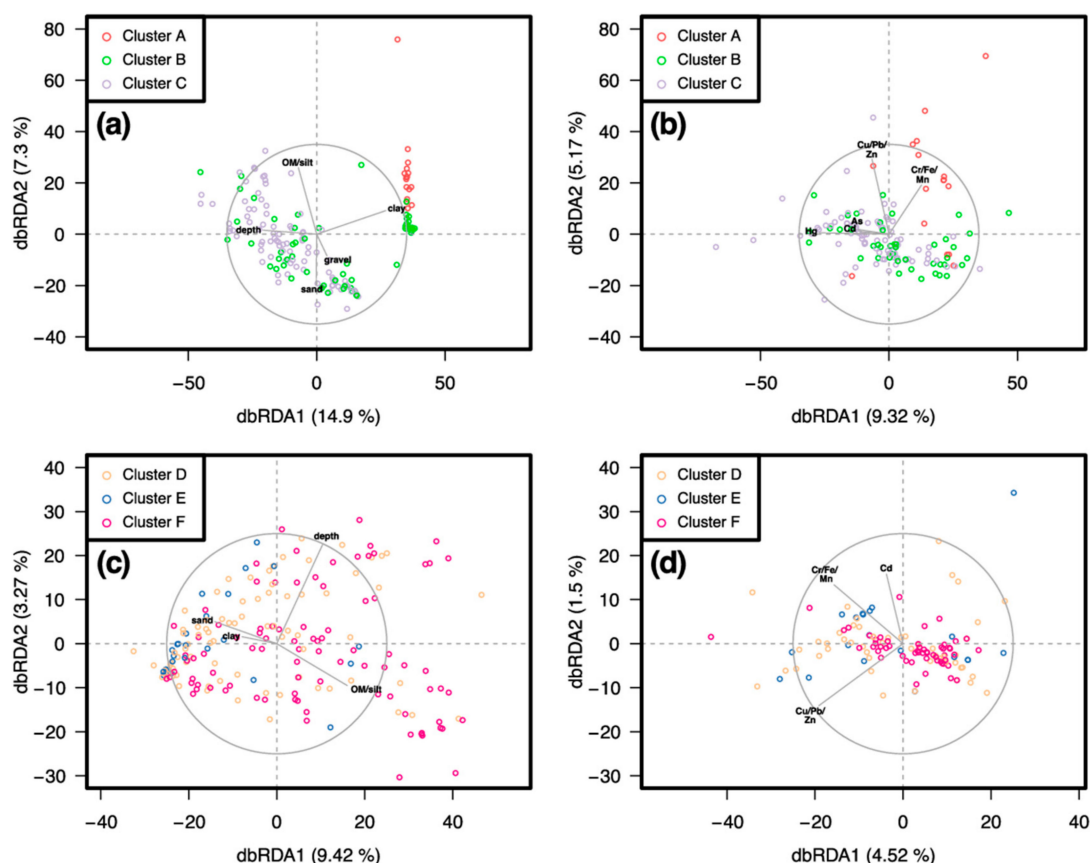 Cluster A
Cluster B
Cluster C
(a)
80
60
40
20
0
−20
−40
dbRDA2 (7.3 %)
OM/silt
clay
depth
gravel
sand
−50
0
50
dbRDA1 (14.9 %)
Cluster A
Cluster B
Cluster C
(b)
80
60
40
20
0
−20
−40
dbRDA2 (5.17 %)
Cu/Pb/
Zn
Cr/Fe/
Mn
As
Cd
Hg
−50
0
50
dbRDA1 (9.32 %)
Cluster D
Cluster E
Cluster F
(c)
40
30
20
10
0
−10
−20
−30
dbRDA2 (3.27 %)
depth
sand
clay
OM/silt
−40
−20
0
20
40
dbRDA1 (9.42 %)
Cluster D
Cluster E
Cluster F
(d)
40
30
20
10
0
−10
−20
−30
dbRDA2 (1.5 %)
Cr/Fe/
Mn
Cd
Cu/Pb/
Zn
−40
−20
0
20
40
dbRDA1 (4.52 %)